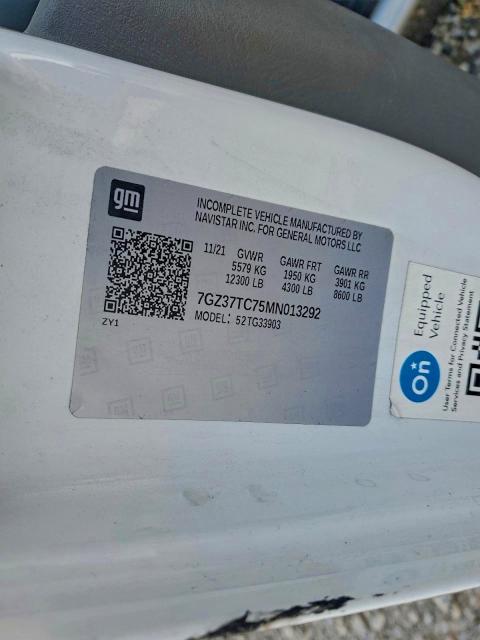 gm
INCOMPLETE VEHICLE MANUFACTURED BY
NAVISTAR INC. FOR GENERAL MOTORS LLC
11/21 GVWR GAWR FRT GAWR RR
5579 KG 1950 KG 3901 KG
12300 LB 4300 LB 8600 LB
7GZ37TC75MN013292
MODEL: 52TG33903
ZY1
On
Equipped
Vehicle
User Terms for Connected Vehicle
Services and Privacy Statement